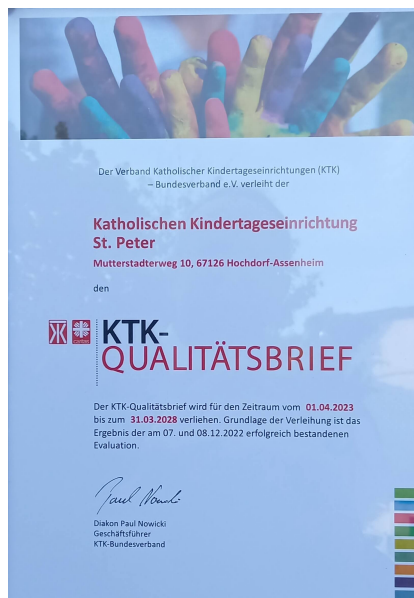 Der Verband Katholischer Kindertageseinrichtungen (KTK)
– Bundesverband e.V. verleiht der
Katholischen Kindertageseinrichtung
St. Peter
Mutterstadterweg 10, 67126 Hochdorf-Assenheim
den
KTK-
QUALITÄTSBRIEF
Der KTK-Qualitätsbrief wird für den Zeitraum vom 01.04.2023
bis zum 31.03.2028 verliehen. Grundlage der Verleihung ist das
Ergebnis der am 07. und 08.12.2022 erfolgreich bestandenen
Evaluation.
Paul Nowicki
Diakon Paul Nowicki
Geschäftsführer
KTK-Bundesverband